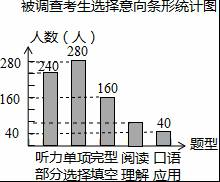 被调查考生选择意向条形统计图
人数（人）
280
280
240
160
160
40
40
题型
听力 单项 完型 阅读 口语
部分 选择 填空 理解 应用